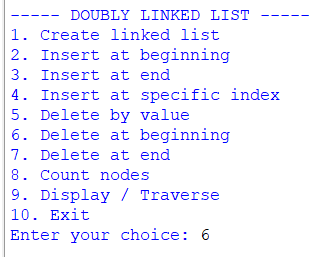 ----- DOUBLY LINKED LIST -----
1. Create linked list
2. Insert at beginning
3. Insert at end
4. Insert at specific index
5. Delete by value
6. Delete at beginning
7. Delete at end
8. Count nodes
9. Display / Traverse
10. Exit
Enter your choice: 6